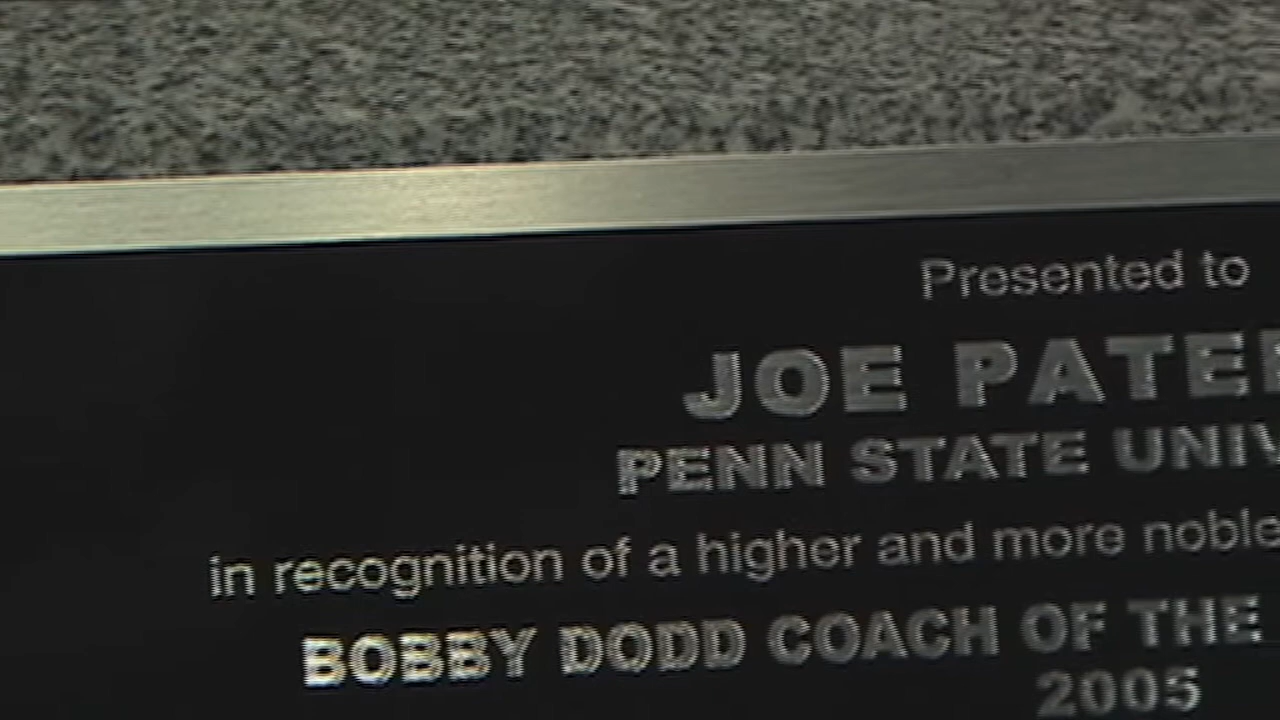 Presented to
JOE PATE
PENN STATE UNIV
in recognition of a higher and more noble
BOBBY DODD COACH OF THE
2005